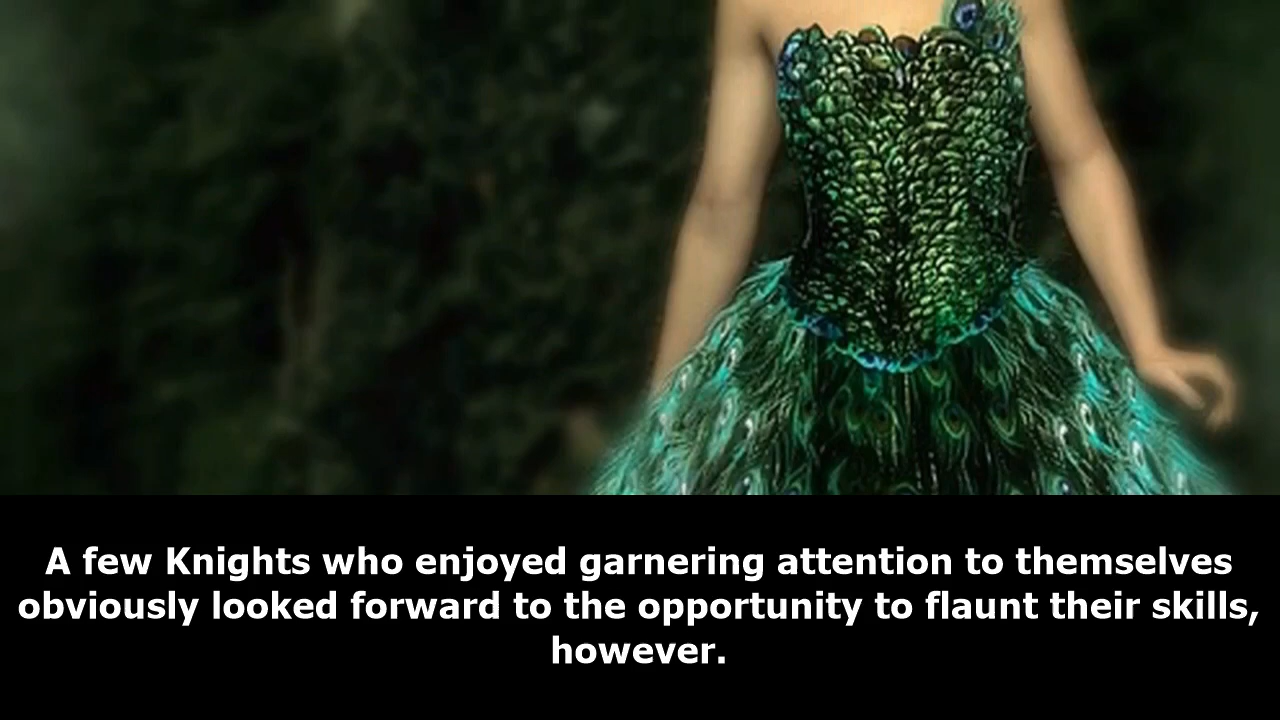 A few Knights who enjoyed garnering attention to themselves
obviously looked forward to the opportunity to flaunt their skills,
however.